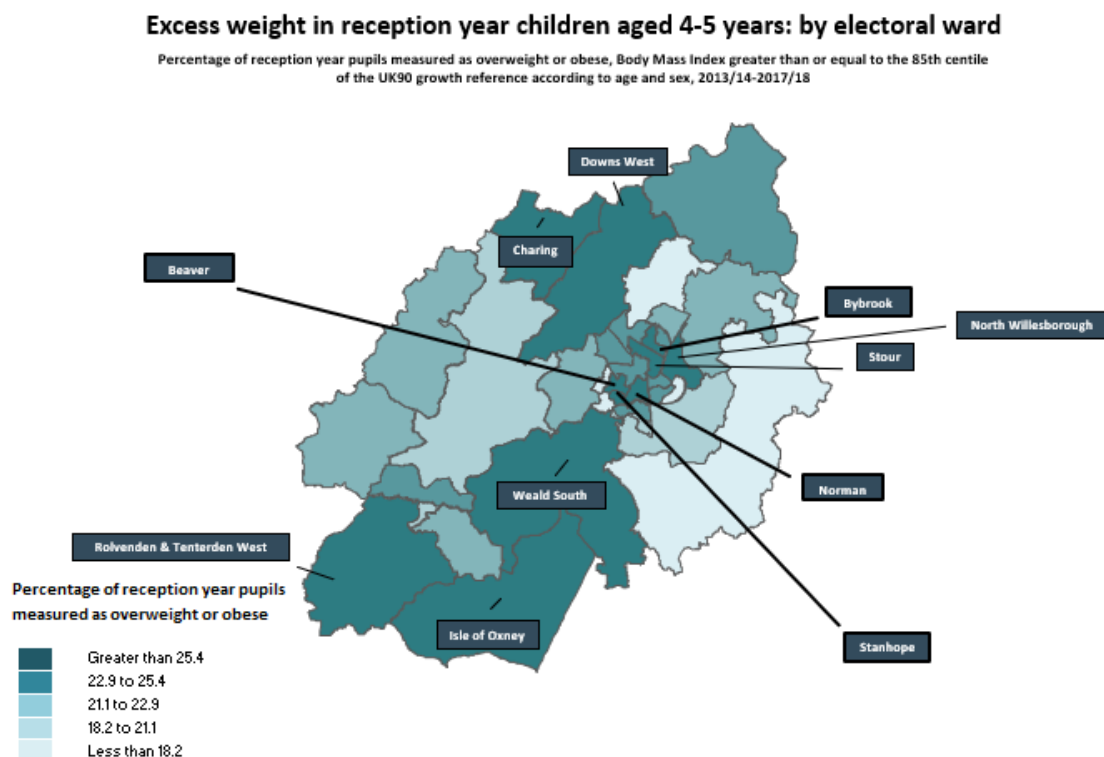 Excess weight in reception year children aged 4-5 years: by electoral ward
Percentage of reception year pupils measured as overweight or obese, Body Mass Index greater than or equal to the 85th centile
of the UK90 growth reference according to age and sex, 2013/14-2017/18
Downs West
Charing
Beaver
Bybrook
North Willesborough
Stour
Weald South
Norman
Rolvenden & Tenterden West
Isle of Oxney
Stanhope
Percentage of reception year pupils
measured as overweight or obese
Greater than 25.4
22.9 to 25.4
21.1 to 22.9
18.2 to 21.1
Less than 18.2